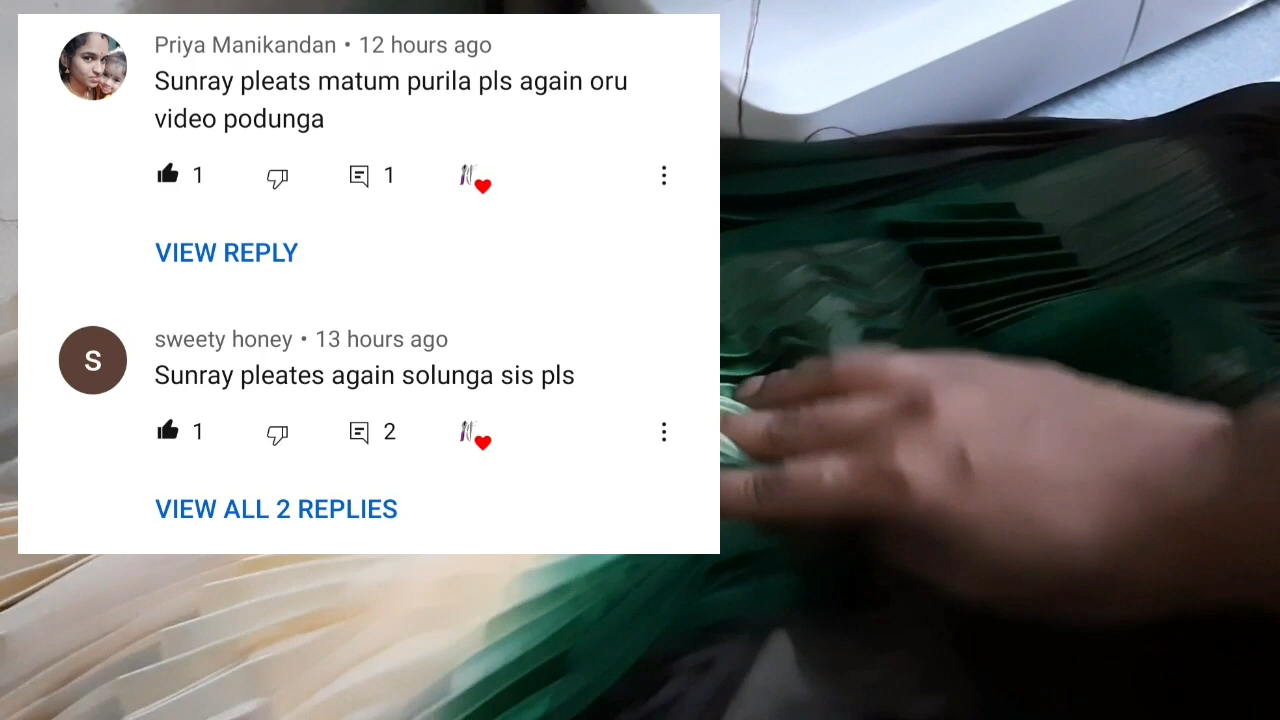 Priya Manikandan • 12 hours ago
Sunray pleats matum purila pls again oru
video podunga
1
1
VIEW REPLY
S
sweety honey • 13 hours ago
Sunray pleates again solunga sis pls
1
2
VIEW ALL 2 REPLIES